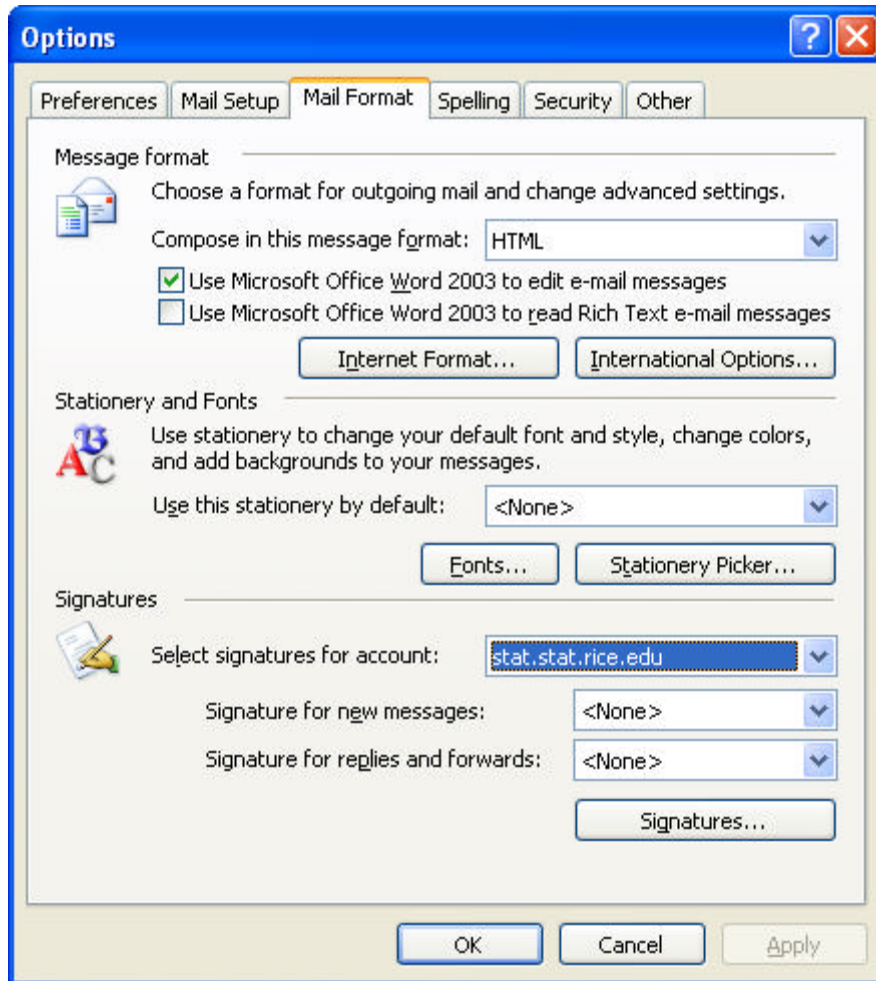 Options
Preferences Mail Setup Mail Format Spelling Security Other
Message format
Choose a format for outgoing mail and change advanced settings.
Compose in this message format: HTML
Use Microsoft Office Word 2003 to edit e-mail messages
Use Microsoft Office Word 2003 to read Rich Text e-mail messages
Internet Format... International Options...
Stationery and Fonts
Use stationery to change your default font and style, change colors,
and add backgrounds to your messages.
Use this stationery by default: <None>
Fonts... Stationery Picker...
Signatures
Select signatures for account: stat.stat.rice.edu
Signature for new messages: <None>
Signature for replies and forwards: <None>
Signatures...
OK Cancel Apply